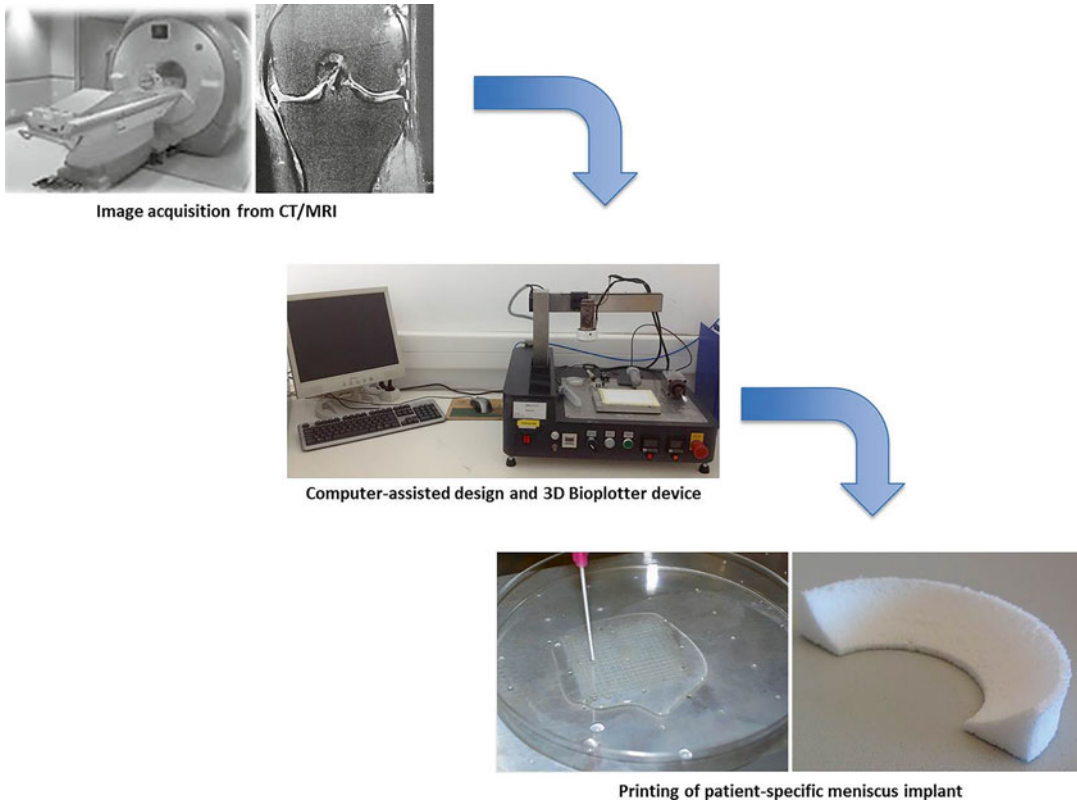 Image acquisition from CT/MRI
Computer-assisted design and 3D Bioplotter device
Printing of patient-specific meniscus implant